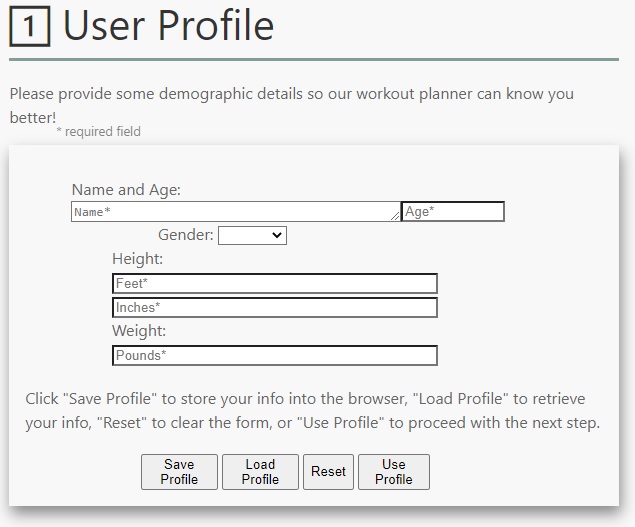 1 User Profile
Please provide some demographic details so our workout planner can know you
better!
* required field
Name and Age:
Name* Age*
Gender:
Height:
Feet*
Inches*
Weight:
Pounds*
Click "Save Profile" to store your info into the browser, "Load Profile" to retrieve
your info, "Reset" to clear the form, or "Use Profile" to proceed with the next step.
Save Profile Load Profile Reset Use Profile